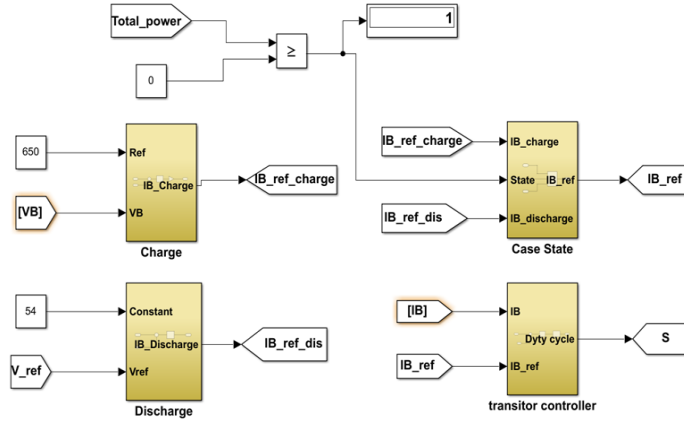 Total_power
1
≥
0
650
Ref
IB_Charge
VB
[VB]
Charge
IB_ref_charge
IB_ref_charge
IB_ref_dis
IB_charge
State
IB_ref
IB_discharge
Case State
IB_ref
54
Constant
IB_Discharge
Vref
V_ref
Discharge
IB_ref_dis
[IB]
IB_ref
IB
Dyty cycle
IB_ref
transitor controller
S